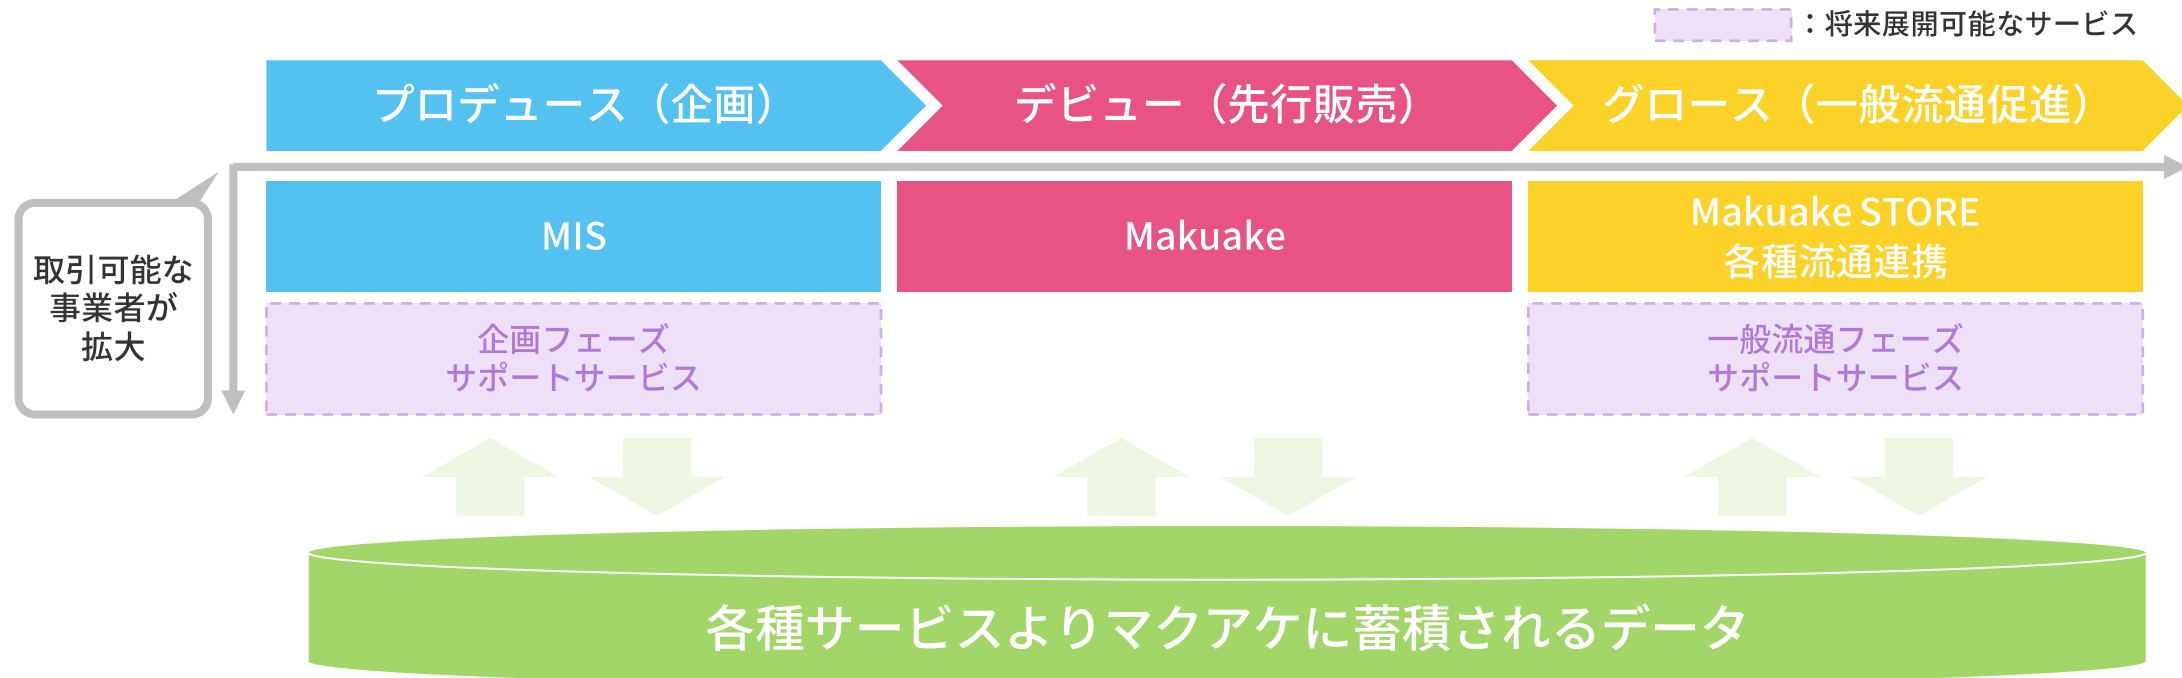 ：将来展開可能なサービス
プロデュース（企画）
デビュー（先行販売）
グロース（一般流通促進）
取引可能な
事業者が
拡大
MIS
Makuake
Makuake STORE
各種流通連携
企画フェーズ
サポートサービス
一般流通フェーズ
サポートサービス
各種サービスよりマクアケに蓄積されるデータ